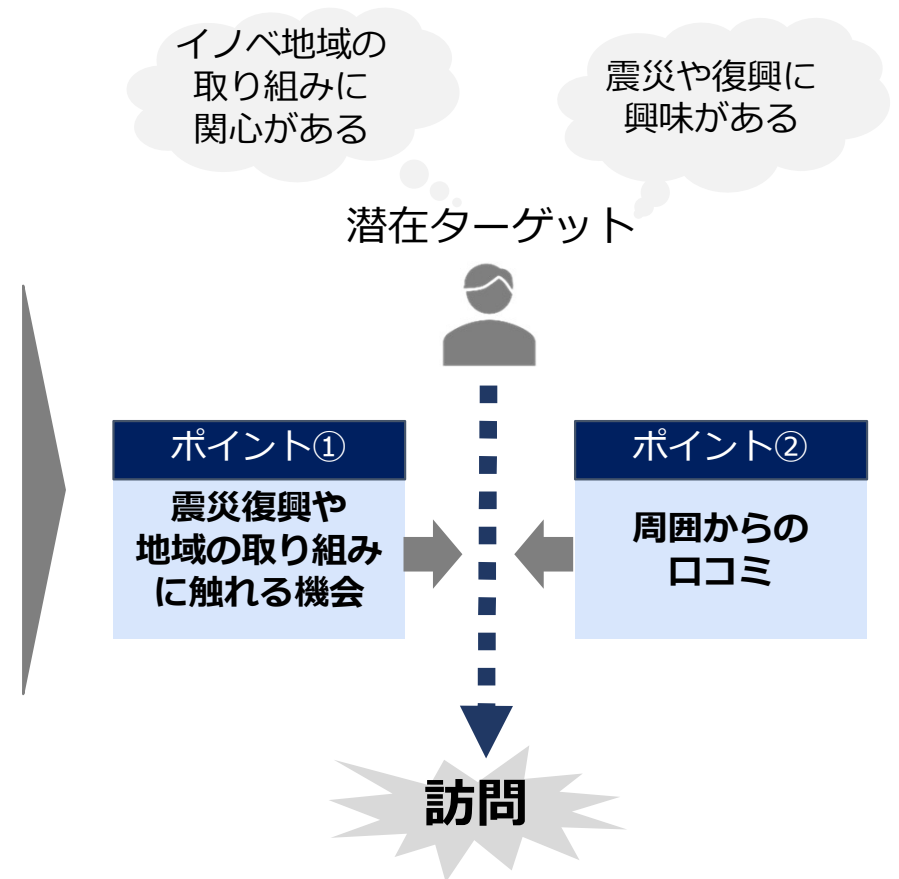 イノベ地域の
取り組みに
関心がある
震災や復興に
興味がある
潜在ターゲット
ポイント①
震災復興や
地域の取り組み
に触れる機会
ポイント②
周囲からの
口コミ
訪問